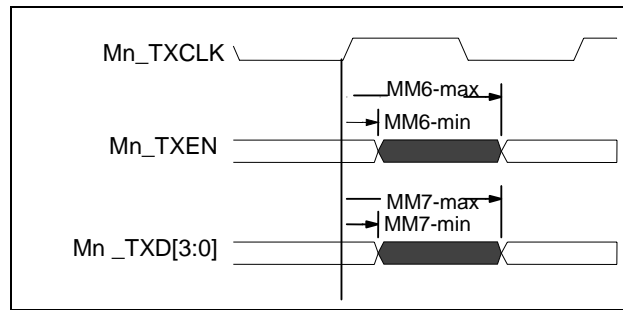 Mn_TXCLK
MM6-max
MM6-min
Mn_TXEN
MM7-max
MM7-min
Mn _TXD[3:0]